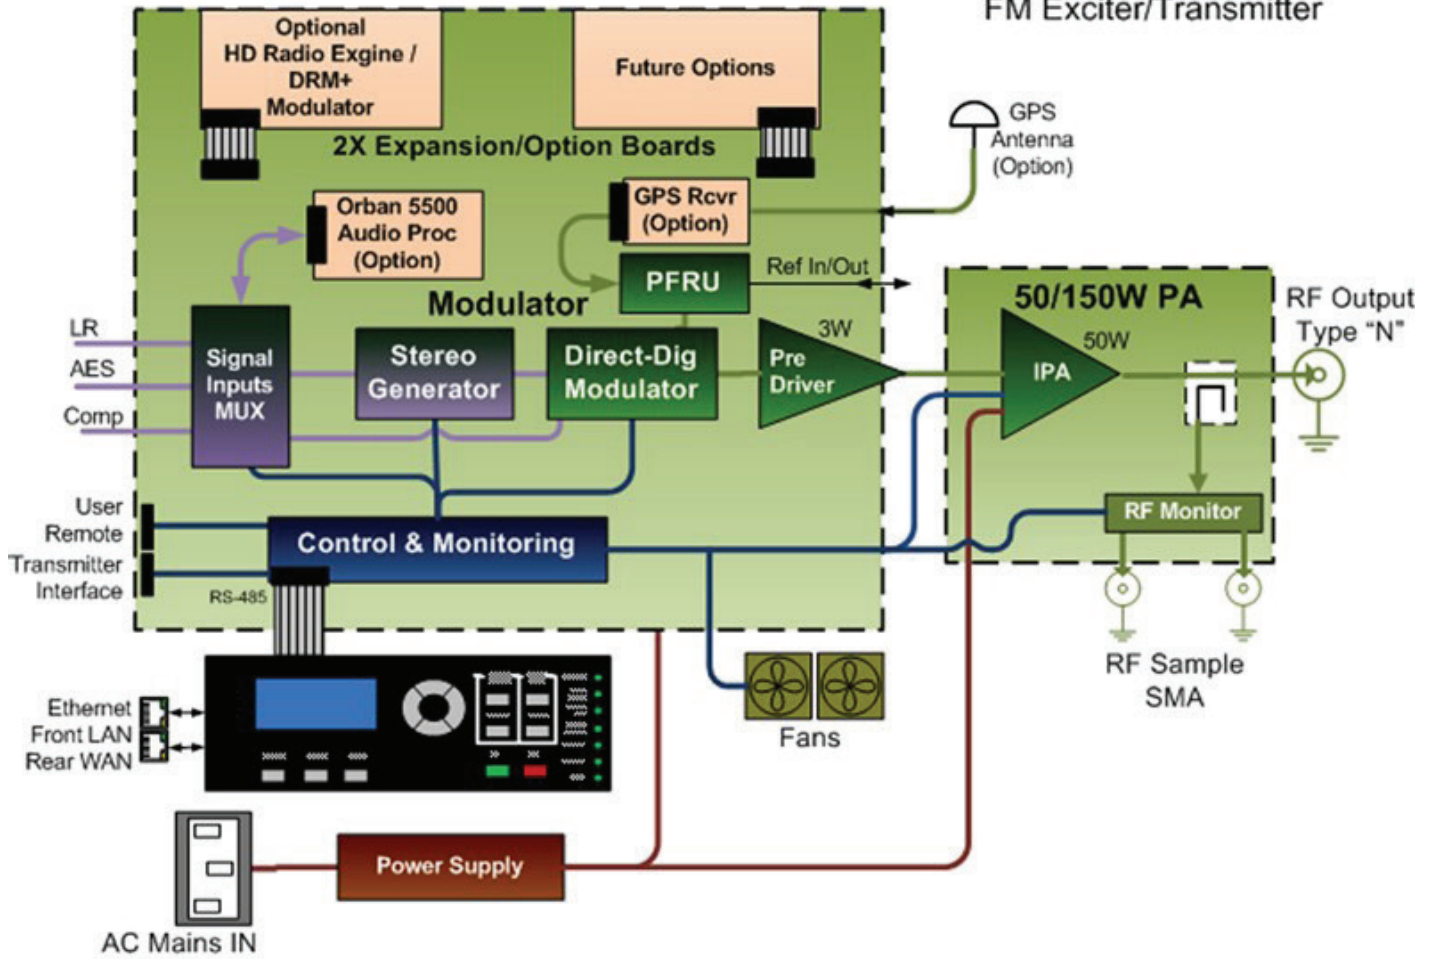 FM Exciter/Transmitter
Optional
HD Radio Exgine /
DRM+
Modulator
Future Options
2X Expansion/Option Boards
GPS
Antenna
(Option)
Orban 5500
Audio Proc
(Option)
GPS Rcvr
(Option)
PFRU
Ref In/Out
Modulator
50/150W PA
RF Output
Type “N”
LR
AES
Comp
Signal
Inputs
MUX
Stereo
Generator
Direct-Dig
Modulator
3W
Pre
Driver
50W
IPA
User
Remote
Transmitter
Interface
Control & Monitoring
RS-485
RF Monitor
RF Sample
SMA
Fans
Ethernet
Front LAN
Rear WAN
Power Supply
AC Mains IN